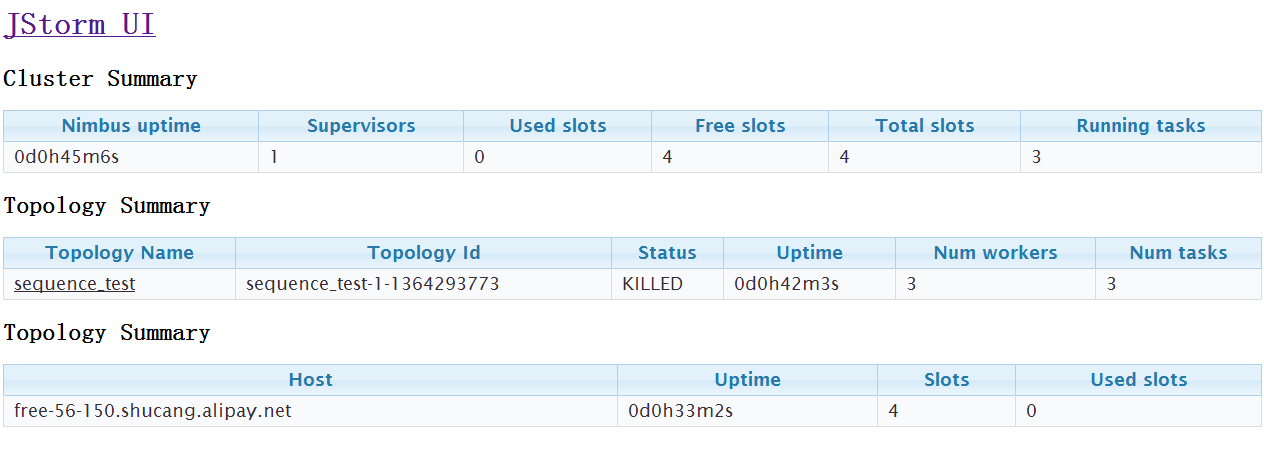 JStorm UI
Cluster Summary
Nimbus uptime Supervisors Used slots Free slots Total slots Running tasks
0d0h45m6s 1 0 4 4 3
Topology Summary
Topology Name Topology Id Status Uptime Num workers Num tasks
sequence_test sequence_test-1-1364293773 KILLED 0d0h42m3s 3 3
Topology Summary
Host Uptime Slots Used slots
free-56-150.shucang.alipay.net 0d0h33m2s 4 0